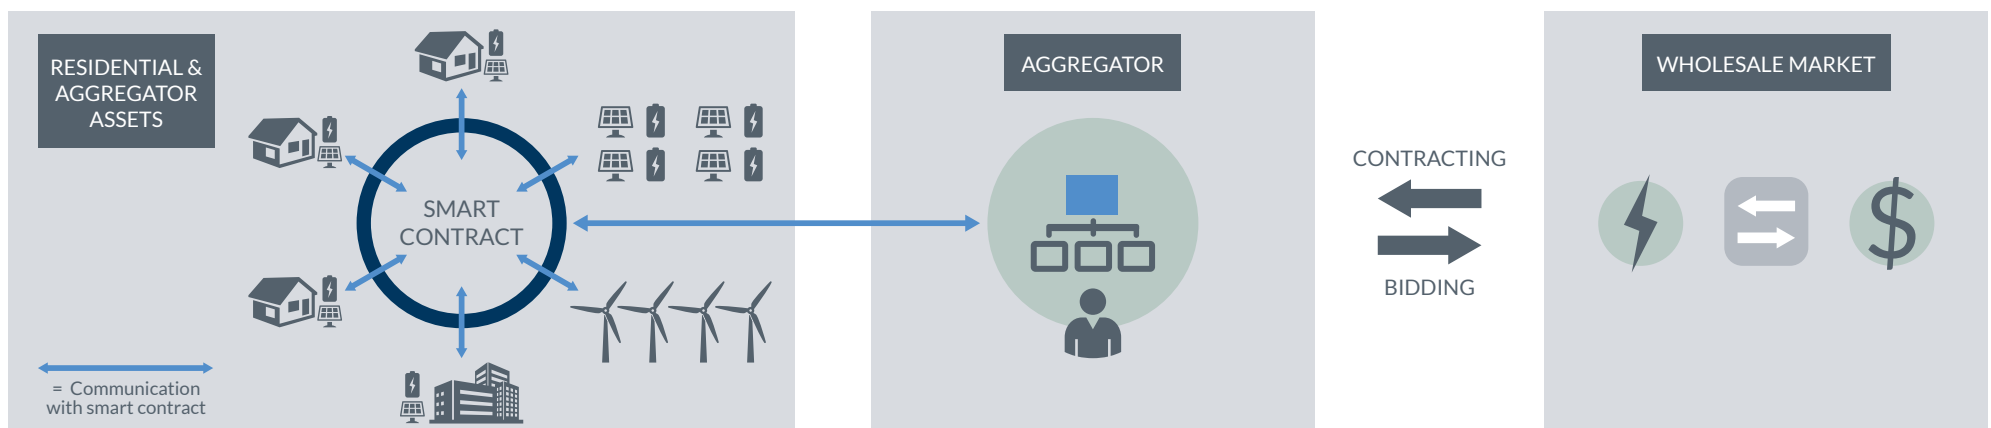 RESIDENTIAL &
AGGREGATOR
ASSETS
SMART
CONTRACT
= Communication
with smart contract
AGGREGATOR
CONTRACTING
BIDDING
WHOLESALE MARKET
$